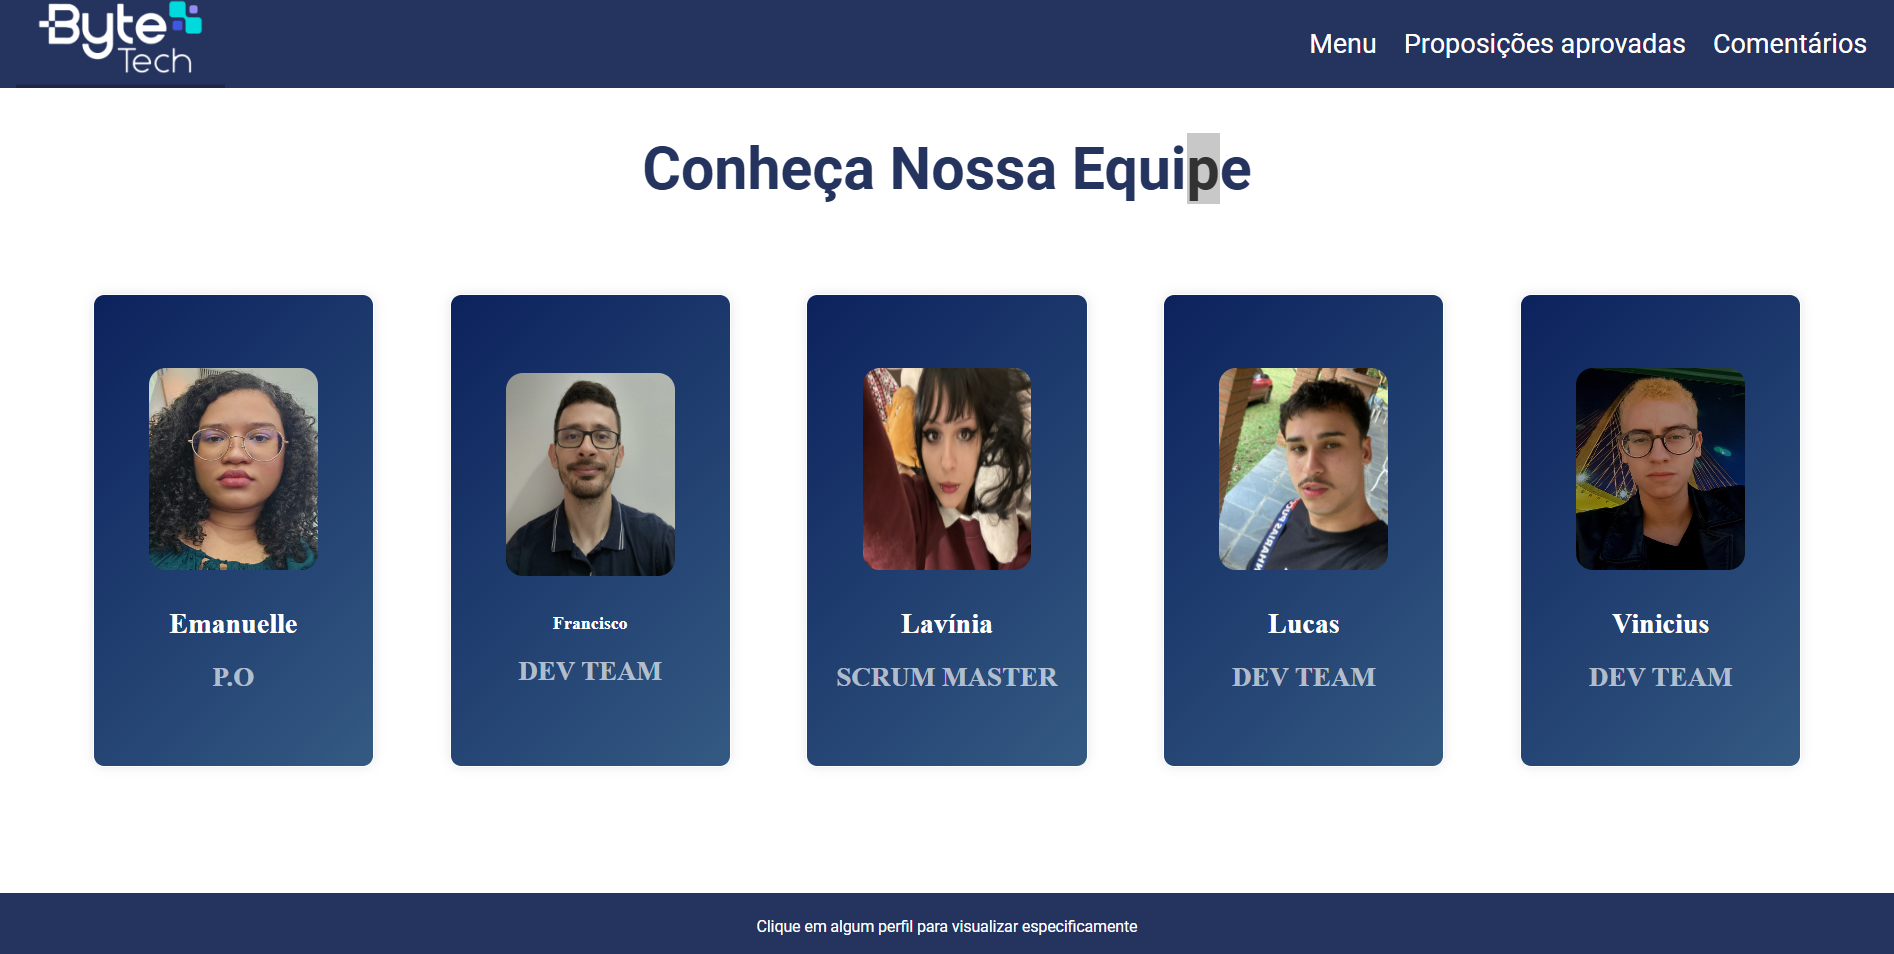 Byte
Tech
Menu Proposições aprovadas Comentários
Conheça Nossa Equipe
Emanuelle
P.O
Francisco
DEV TEAM
Lavínia
SCRUM MASTER
Lucas
DEV TEAM
Vinicius
DEV TEAM
Clique em algum perfil para visualizar especificamente